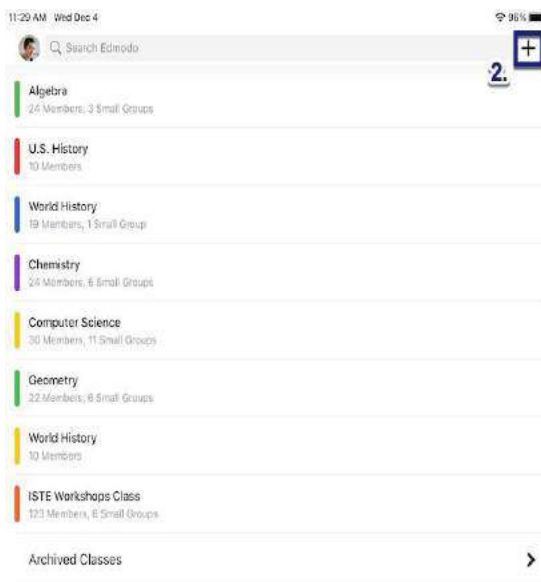 11:29 AM Wed Dec 4
96%
Search Edmodo
+
2.
Algebra
24 Members, 3 Small Groups
U.S. History
10 Members
World History
19 Members, 1 Small Group
Chemistry
24 Members, 6 Small Groups
Computer Science
30 Members, 11 Small Groups
Geometry
22 Members, 6 Small Groups
World History
10 Members
ISTE Workshops Class
123 Members, 6 Small Groups
Archived Classes